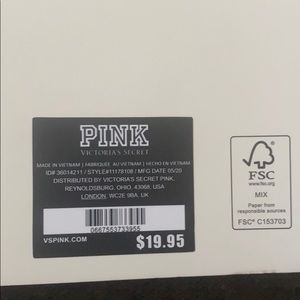 PINK
VICTORIA'S SECRET
MADE IN VIETNAM | FABRIQUÉE AU VIETNAM | HECHO EN VIETNAM
ID# 36014211 / STYLE#11178108 / MFG DATE 05/20
DISTRIBUTED BY VICTORIA'S SECRET PINK,
REYNOLDSBURG, OHIO, 43068, USA
LONDON, WC2E 9BA, UK
0667553733955
VSPINK.COM
$19.95
FSC
www.fsc.org
MIX
Paper from
responsible sources
FSC® C153703